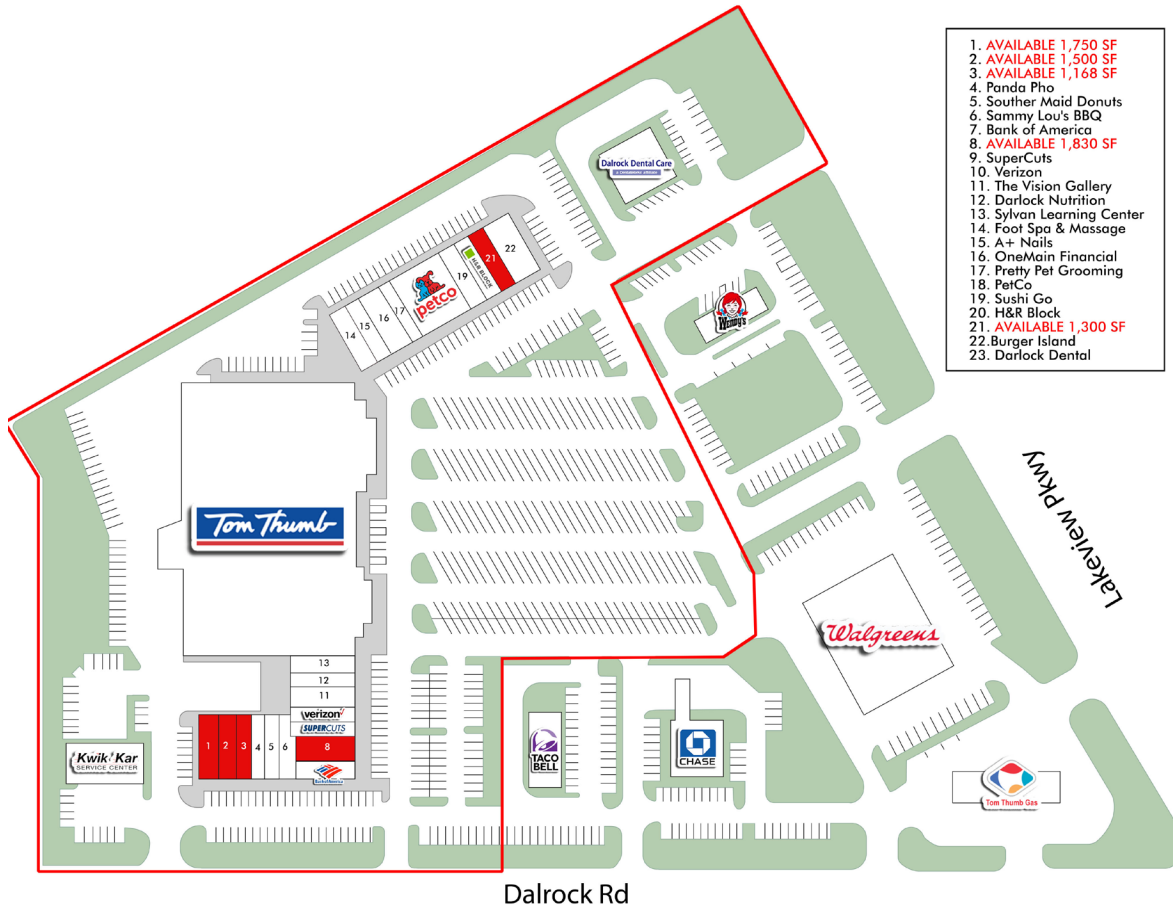 1. AVAILABLE 1,750 SF
2. AVAILABLE 1,500 SF
3. AVAILABLE 1,168 SF
4. Panda Pho
5. Souther Maid Donuts
6. Sammy Lou's BBQ
7. Bank of America
8. AVAILABLE 1,830 SF
9. SuperCuts
10. Verizon
11. The Vision Gallery
12. Darlock Nutrition
13. Sylvan Learning Center
14. Foot Spa & Massage
15. A+ Nails
16. OneMain Financial
17. Pretty Pet Grooming
18. PetCo
19. Sushi Go
20. H&R Block
21. AVAILABLE 1,300 SF
22.Burger Island
23. Darlock Dental
Dalrock Dental Care
22
21
H&R BLOCK
19
petco
17
16
15
14
Wendy's
Tom Thumb
Lakeview Pkwy
Walgreens
13
12
11
verizon
SUPERCUTS
8
BankofAmerica
1
2
3
4
5
6
Kwik Kar
SERVICE CENTER
TACO
BELL
CHASE
Tom Thumb Gas
Dalrock Rd